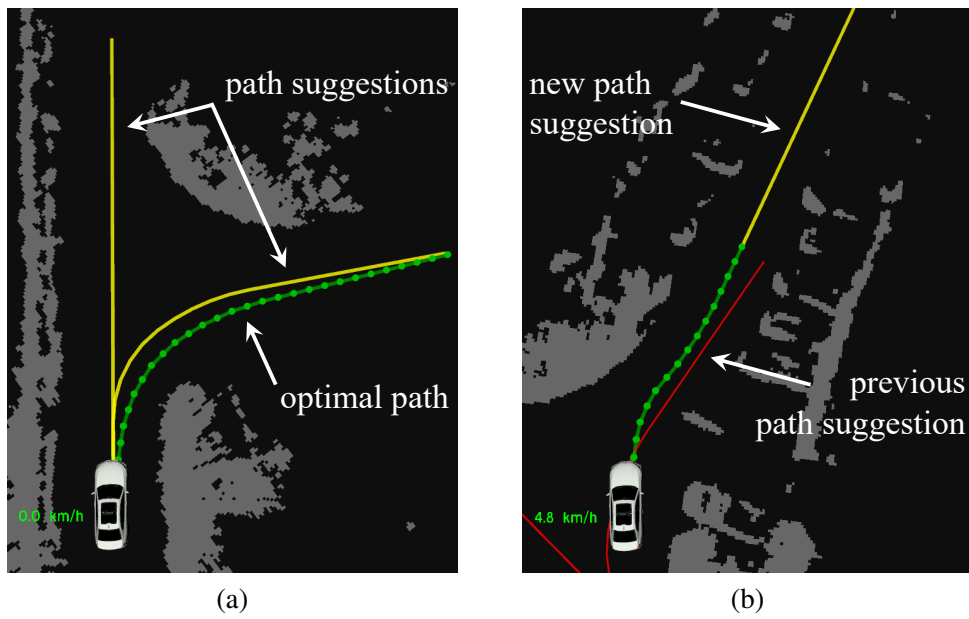 path suggestions
optimal path
0.0 km/h
(a)
new path
suggestion
previous
path suggestion
4.8 km/h
(b)